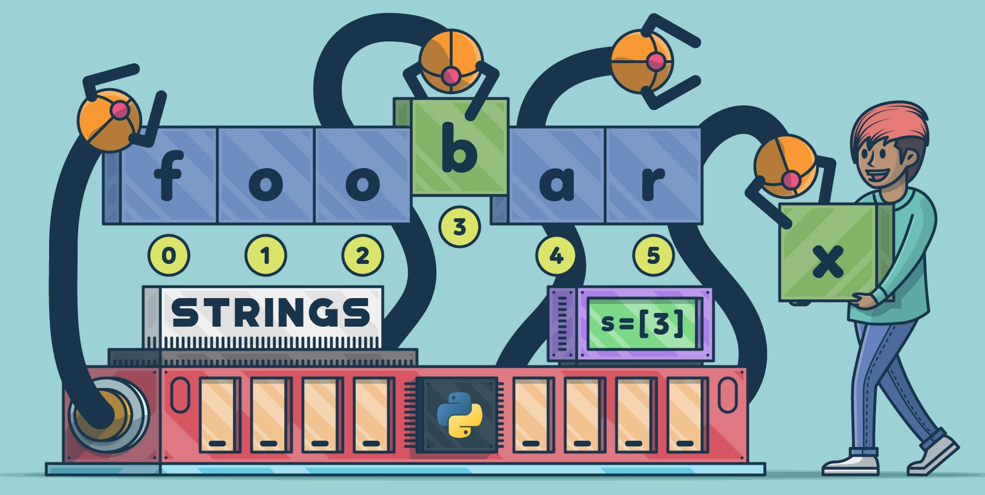 f o o b a r
0 1 2 3 4 5
x
STRINGS
s=[3]